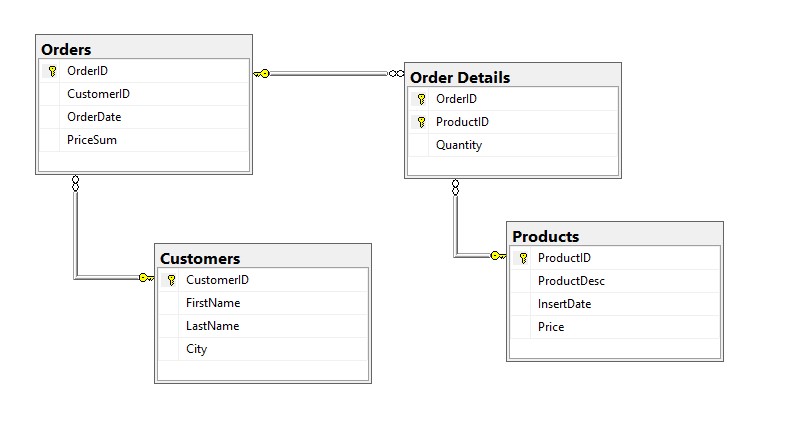 Orders
OrderID
CustomerID
OrderDate
PriceSum
Order Details
OrderID
ProductID
Quantity
Customers
CustomerID
FirstName
LastName
City
Products
ProductID
ProductDesc
InsertDate
Price